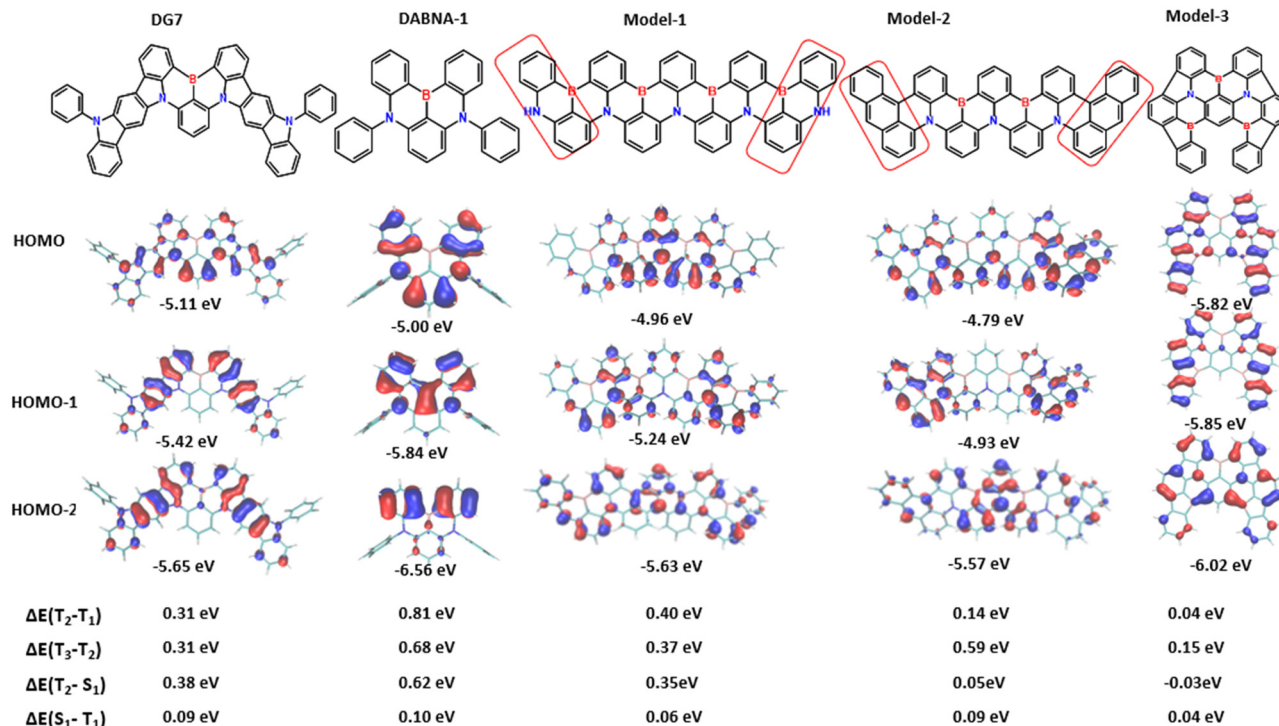 DG7 DABNA-1 Model-1 Model-2 Model-3
B N N N N
B N N
B B B B HN N N N NH
B B N N N
B N N B B
HOMO
-5.11 eV -5.00 eV -4.96 eV -4.79 eV -5.82 eV
HOMO-1
-5.42 eV -5.84 eV -5.24 eV -4.93 eV -5.85 eV
HOMO-2
-5.65 eV -6.56 eV -5.63 eV -5.57 eV -6.02 eV
ΔE(T₂-T₁) 0.31 eV 0.81 eV 0.40 eV 0.14 eV 0.04 eV
ΔE(T₃-T₂) 0.31 eV 0.68 eV 0.37 eV 0.59 eV 0.15 eV
ΔE(T₂- S₁) 0.38 eV 0.62 eV 0.35eV 0.05eV -0.03eV
ΔE(S₁- T₁) 0.09 eV 0.10 eV 0.06 eV 0.09 eV 0.04 eV